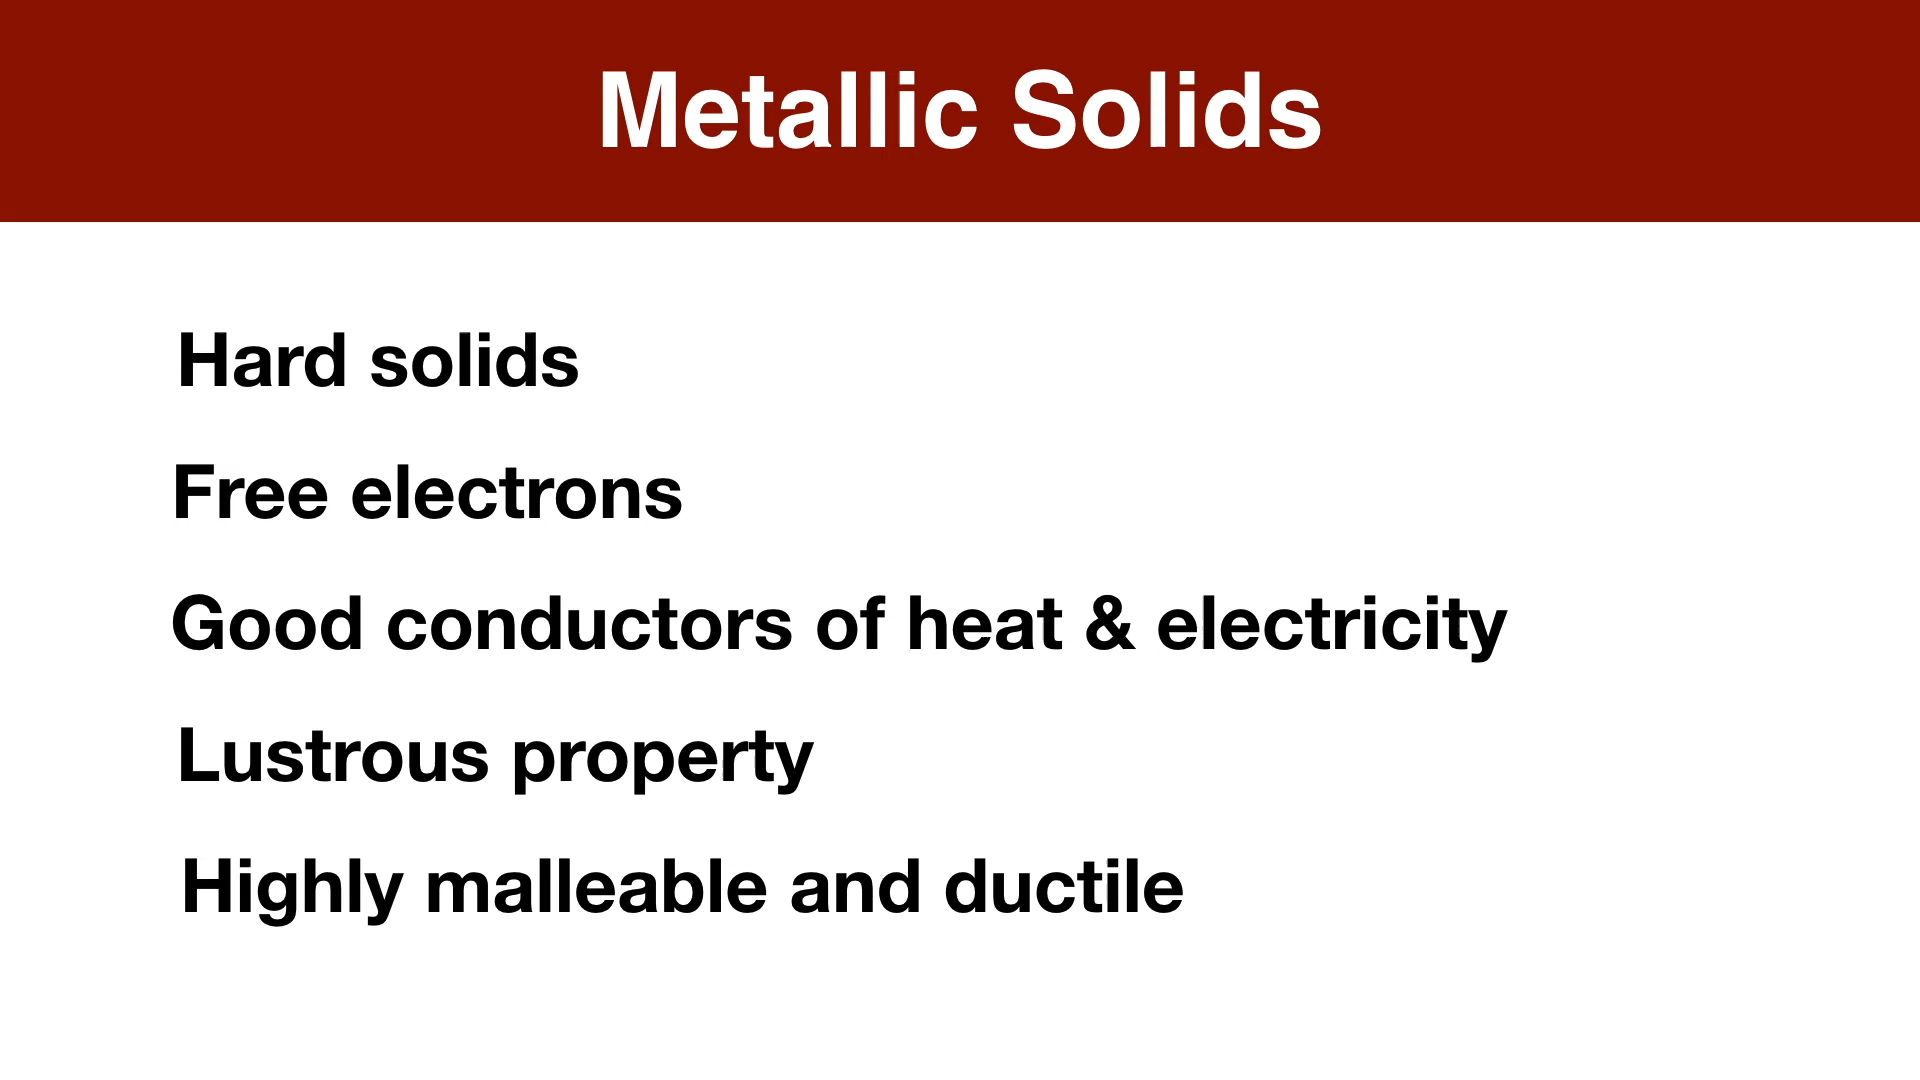 Metallic Solids
Hard solids
Free electrons
Good conductors of heat & electricity
Lustrous property
Highly malleable and ductile